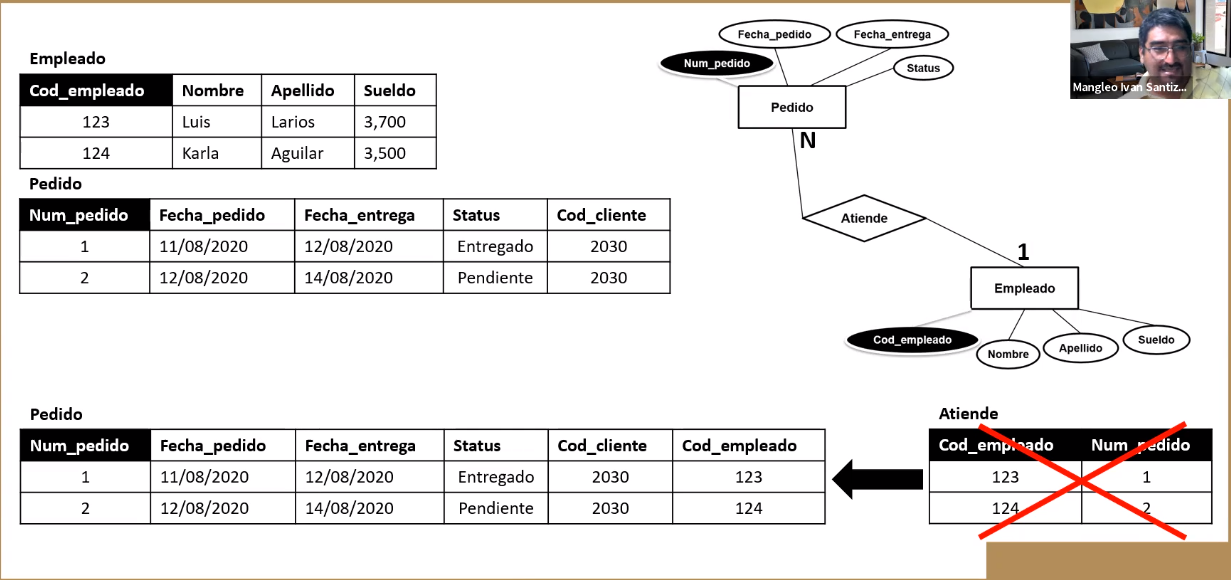 Empleado
Cod_empleado Nombre Apellido Sueldo
123 Luis Larios 3,700
124 Karla Aguilar 3,500
Pedido
Num_pedido Fecha_pedido Fecha_entrega Status Cod_cliente
1 11/08/2020 12/08/2020 Entregado 2030
2 12/08/2020 14/08/2020 Pendiente 2030
Fecha_pedido Fecha_entrega
Num_pedido Status
Pedido
N
Atiende
1
Empleado
Cod_empleado Nombre Apellido Sueldo
Mangleo Ivan Santiz...
Pedido
Num_pedido Fecha_pedido Fecha_entrega Status Cod_cliente Cod_empleado
1 11/08/2020 12/08/2020 Entregado 2030 123
2 12/08/2020 14/08/2020 Pendiente 2030 124
Atiende
Cod_empleado Num_pedido
123 1
124 2